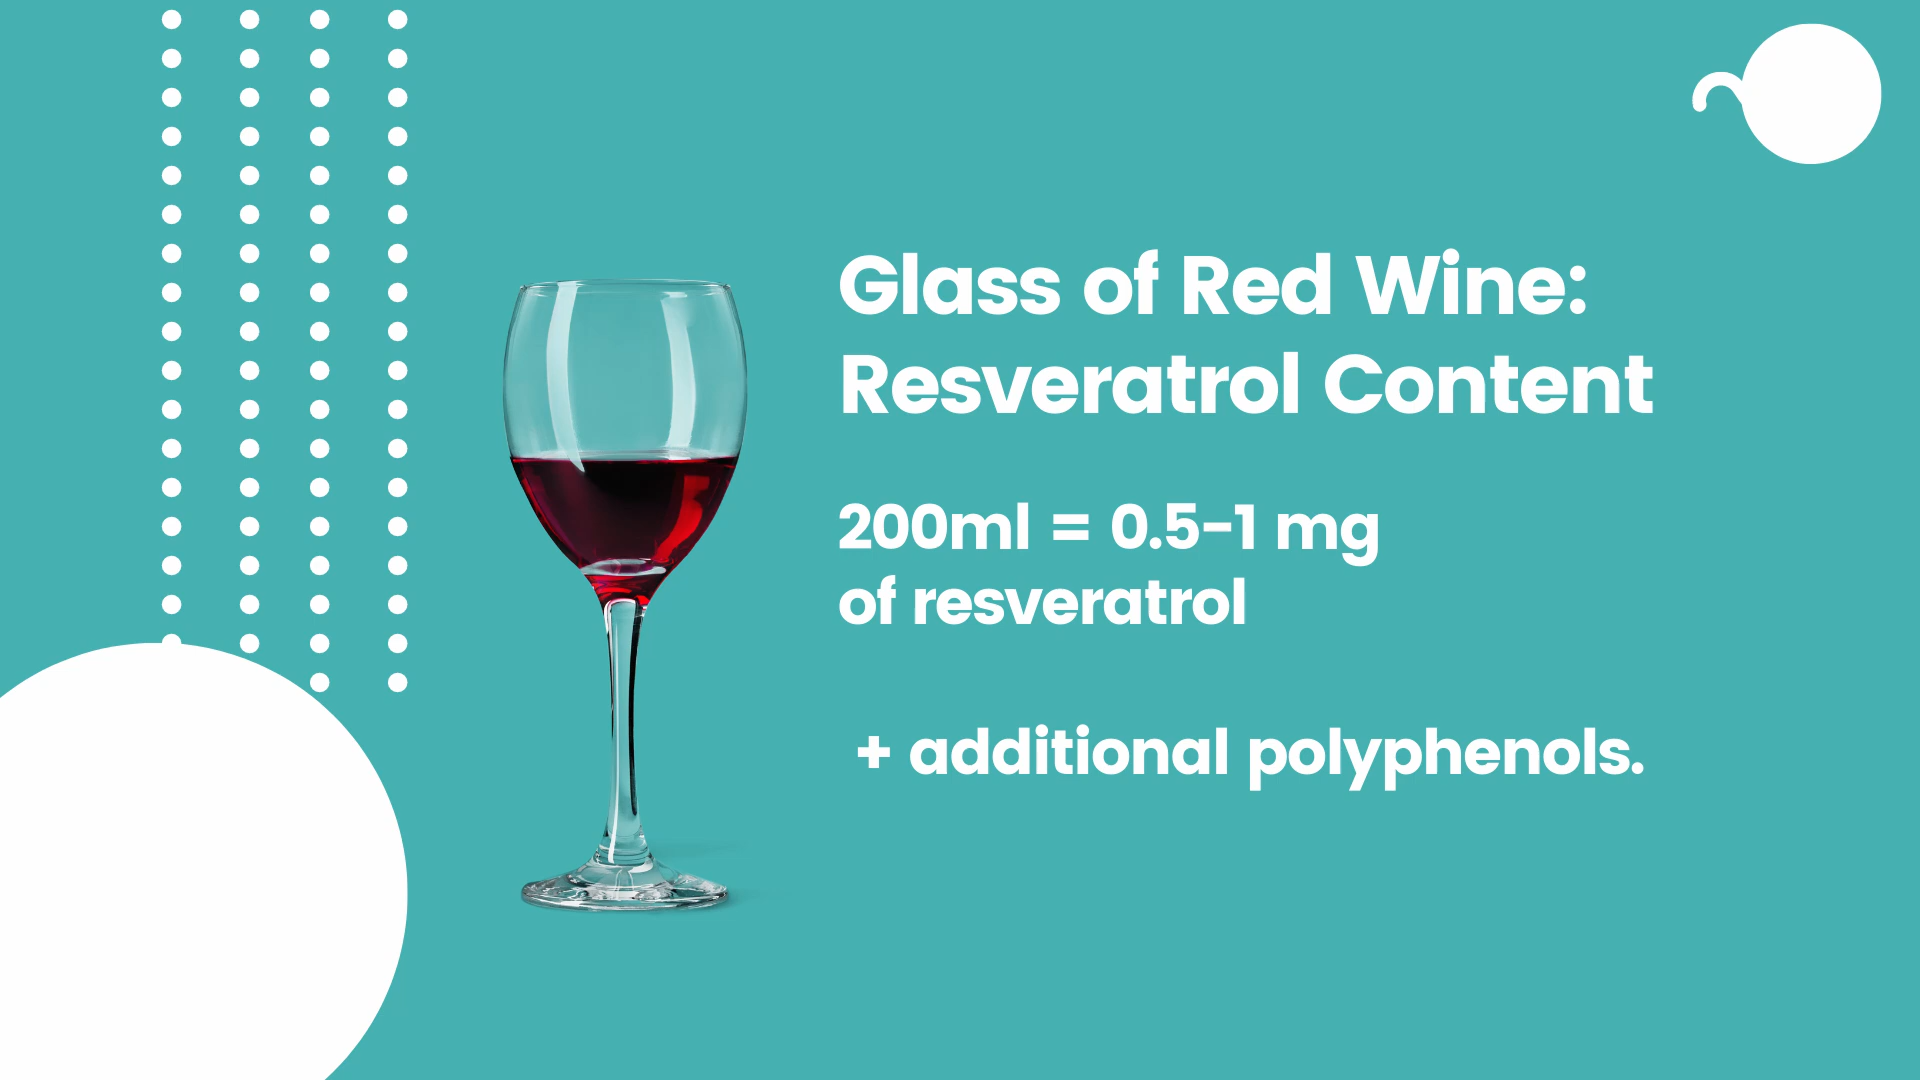 Glass of Red Wine:
Resveratrol Content
200ml = 0.5-1 mg
of resveratrol
+ additional polyphenols.